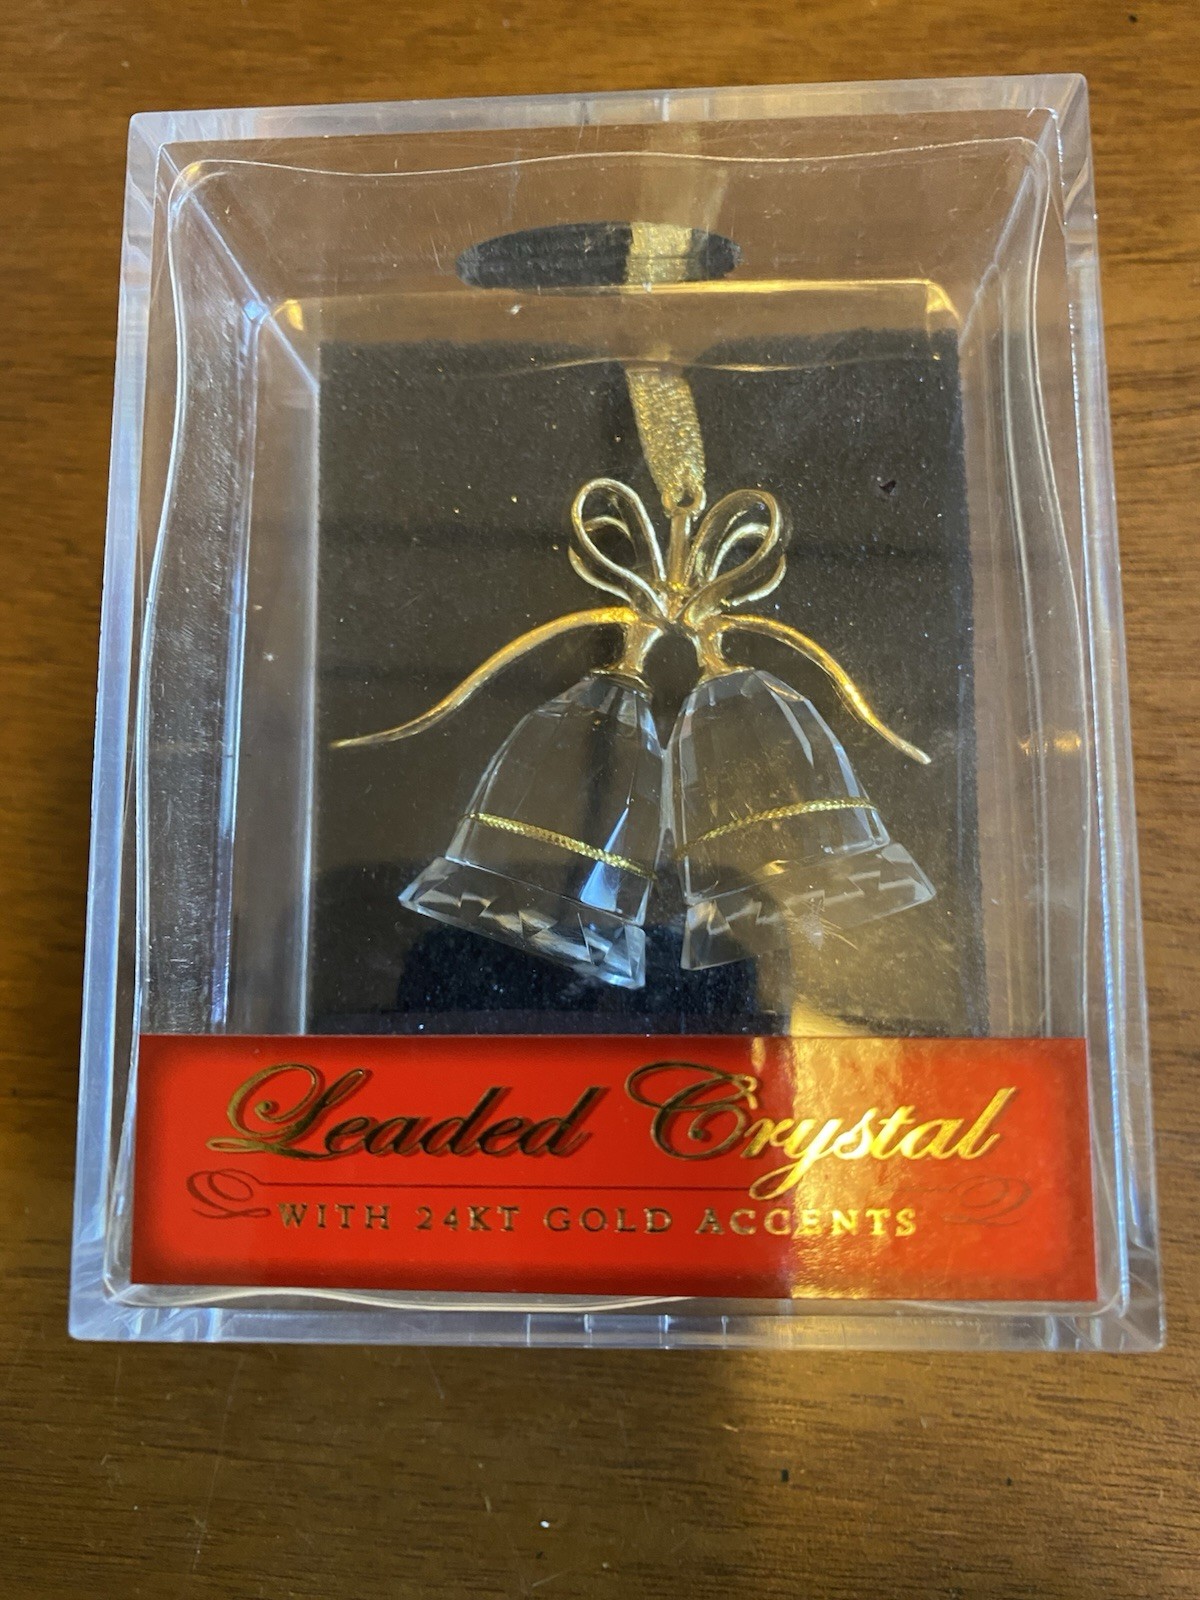 Leaded Crystal
WITH 24KT GOLD ACCENTS